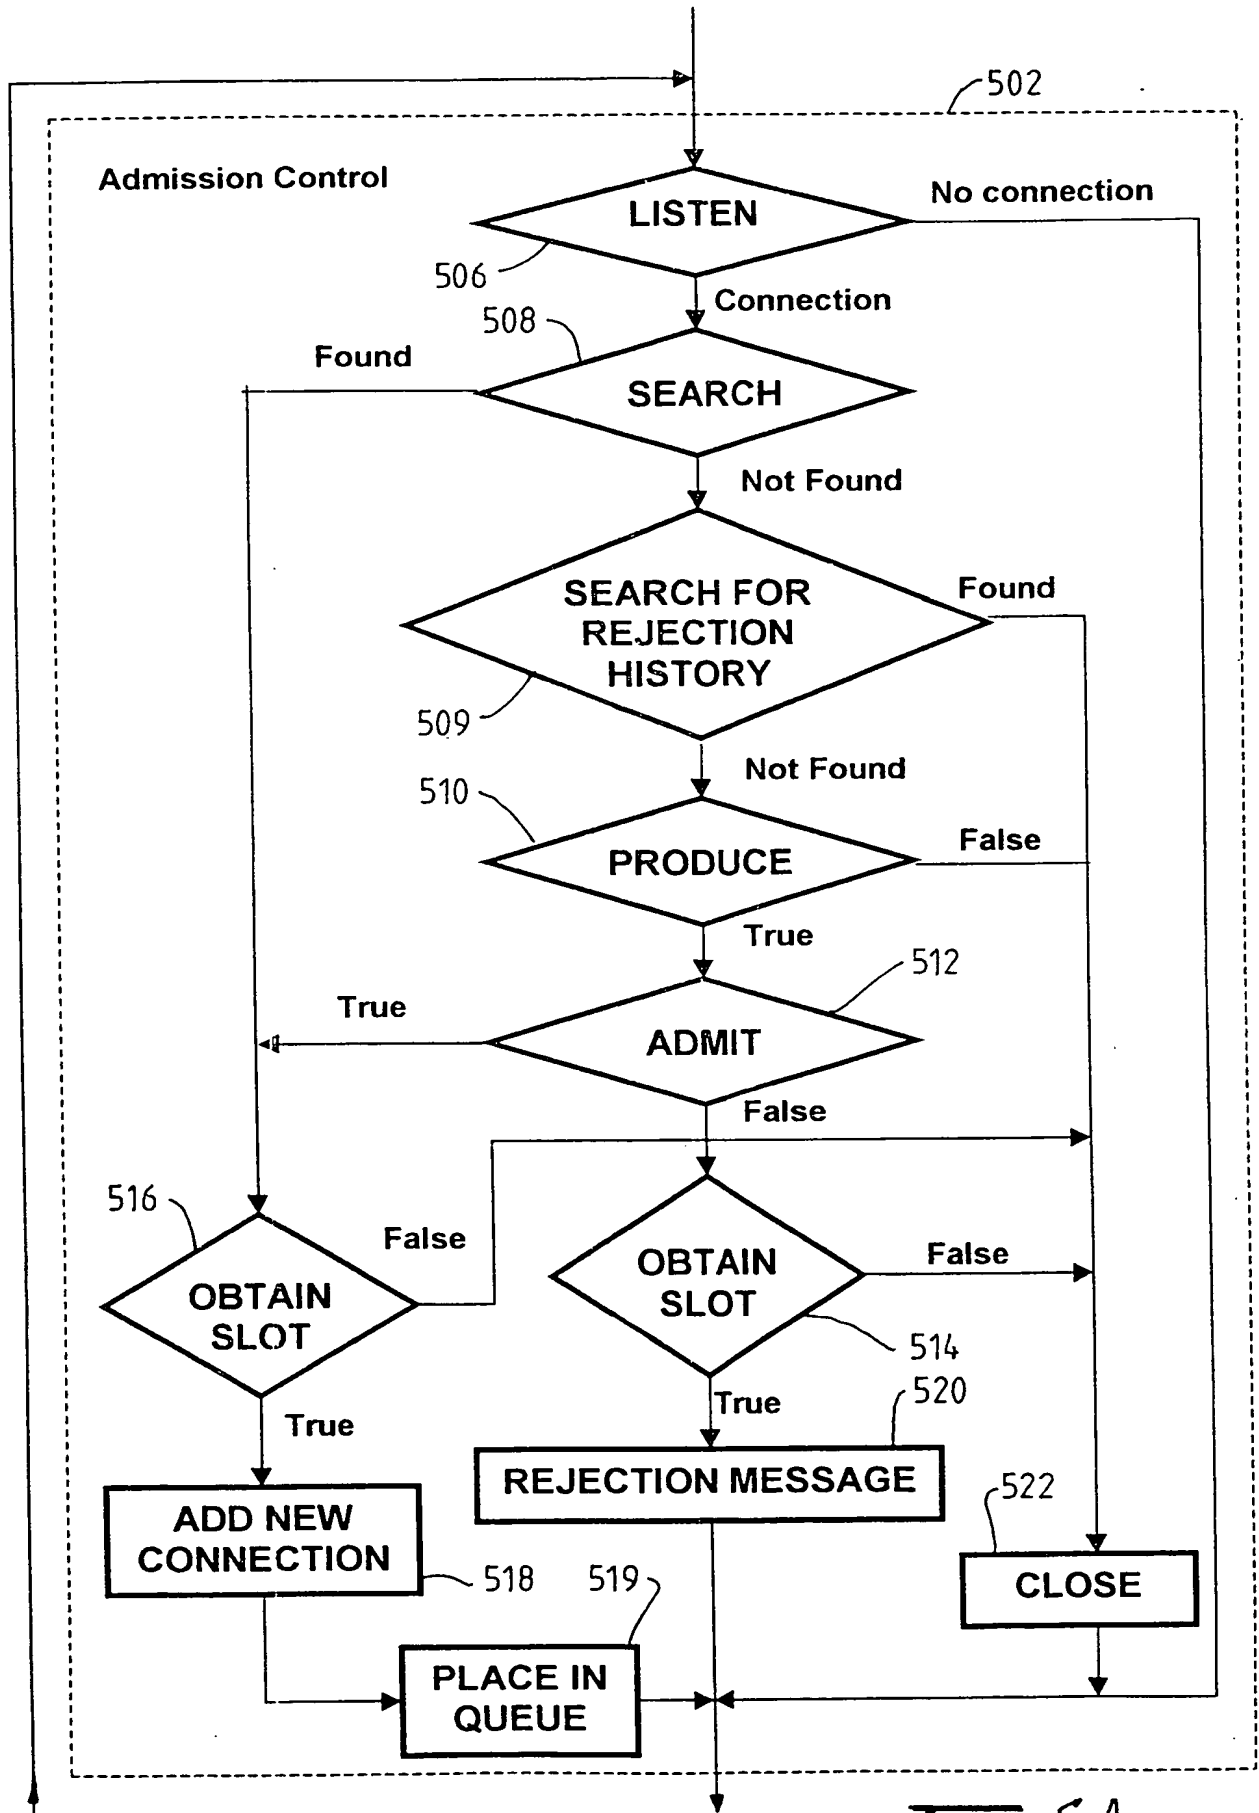 502
Admission Control
No connection
LISTEN
506
Connection
508
Found
SEARCH
Not Found
SEARCH FOR
REJECTION
HISTORY
Found
509
Not Found
510
False
PRODUCE
True
512
True
ADMIT
False
516
False
OBTAIN
SLOT
False
OBTAIN
SLOT
514
True
520
True
REJECTION MESSAGE
522
ADD NEW
CONNECTION
518
519
CLOSE
PLACE IN
QUEUE